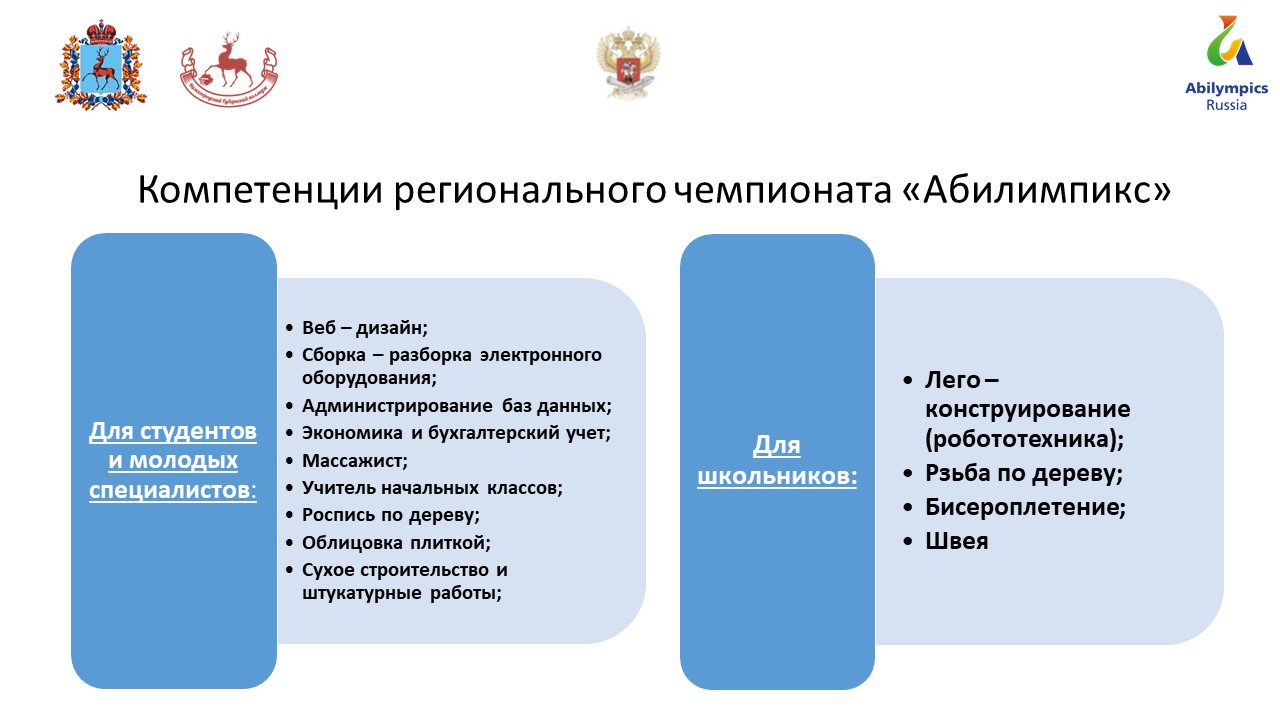 Abilympics
Russia
Компетенции регионального чемпионата «Абилимпикс»
Для студентов
и молодых
специалистов:
• Веб – дизайн;
• Сборка – разборка электронного
оборудования;
• Администрирование баз данных;
• Экономика и бухгалтерский учет;
• Массажист;
• Учитель начальных классов;
• Роспись по дереву;
• Облицовка плиткой;
• Сухое строительство и
штукатурные работы;
Для
школьников:
• Лего –
конструирование
(робототехника);
• Рзьба по дереву;
• Бисероплетение;
• Швея